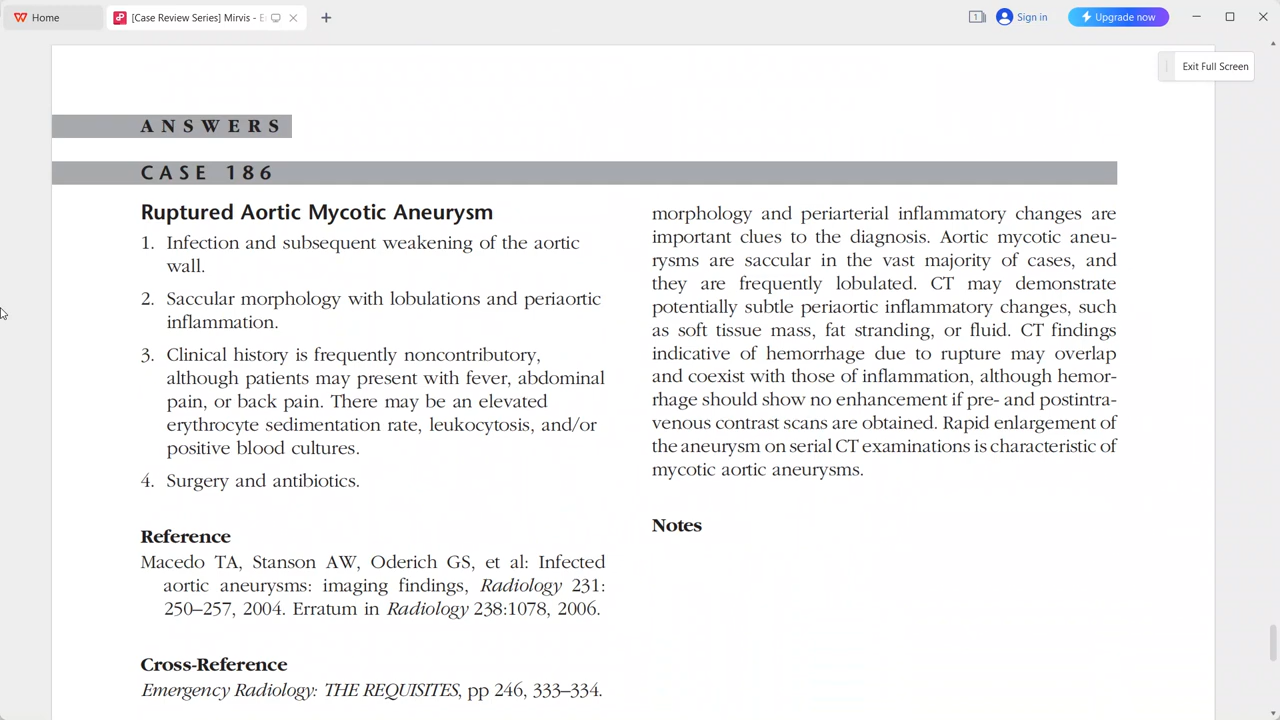 Home
[Case Review Series] Mirvis - E
1
Sign in
Upgrade now
Exit Full Screen
ANSWERS
CASE 186
Ruptured Aortic Mycotic Aneurysm
1. Infection and subsequent weakening of the aortic
wall.
2. Saccular morphology with lobulations and periaortic
inflammation.
3. Clinical history is frequently noncontributory,
although patients may present with fever, abdominal
pain, or back pain. There may be an elevated
erythrocyte sedimentation rate, leukocytosis, and/or
positive blood cultures.
4. Surgery and antibiotics.
Reference
Macedo TA, Stanson AW, Oderich GS, et al: Infected
aortic aneurysms: imaging findings, Radiology 231:
250–257, 2004. Erratum in Radiology 238:1078, 2006.
Cross-Reference
Emergency Radiology: THE REQUISITES, pp 246, 333–334.
morphology and periarterial inflammatory changes are
important clues to the diagnosis. Aortic mycotic aneu-
rysms are saccular in the vast majority of cases, and
they are frequently lobulated. CT may demonstrate
potentially subtle periaortic inflammatory changes, such
as soft tissue mass, fat stranding, or fluid. CT findings
indicative of hemorrhage due to rupture may overlap
and coexist with those of inflammation, although hemor-
rhage should show no enhancement if pre- and postintra-
venous contrast scans are obtained. Rapid enlargement of
the aneurysm on serial CT examinations is characteristic of
mycotic aortic aneurysms.
Notes